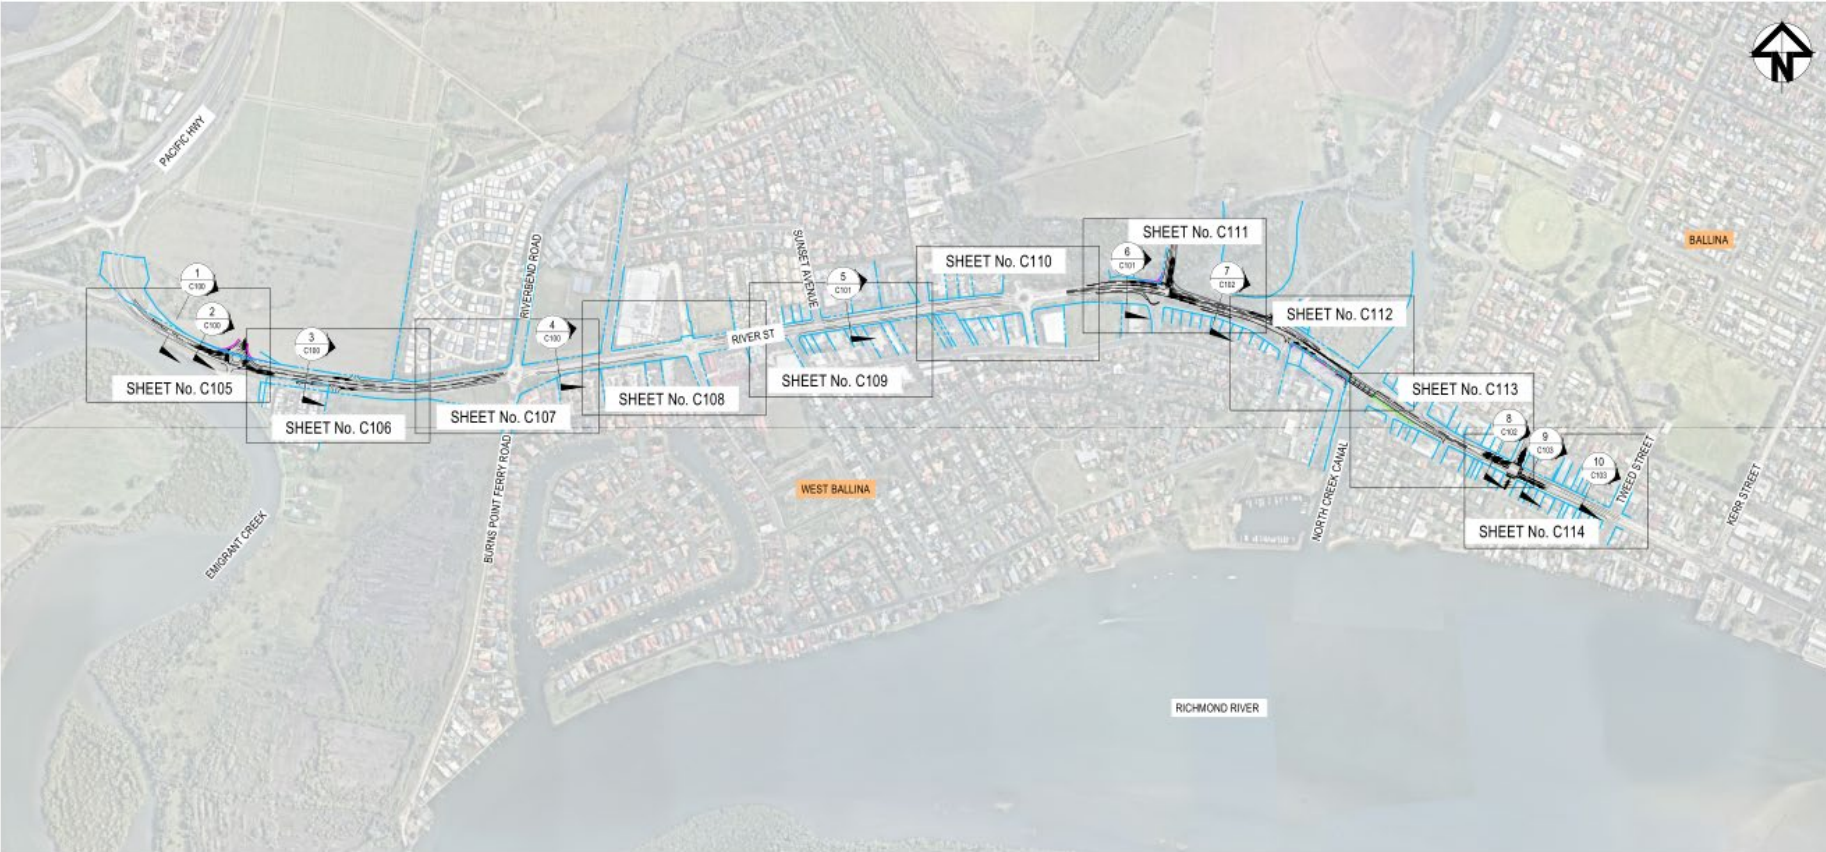 N
PACIFIC HWY
BALLINA
SHEET No. C111
SUNSET AVENUE
RIVERBEND ROAD
6
C101
SHEET No. C110
7
C102
1
C100
5
C101
2
C100
SHEET No. C112
4
C100
RIVER ST
3
C100
SHEET No. C109
SHEET No. C105
SHEET No. C113
SHEET No. C108
SHEET No. C107
SHEET No. C106
8
C102
9
C103
10
C103
TWEED STREET
KERR STREET
NORTH CREEK CANAL
BURNS POINT FERRY ROAD
WEST BALLINA
SHEET No. C114
EMIGRANT CREEK
RICHMOND RIVER